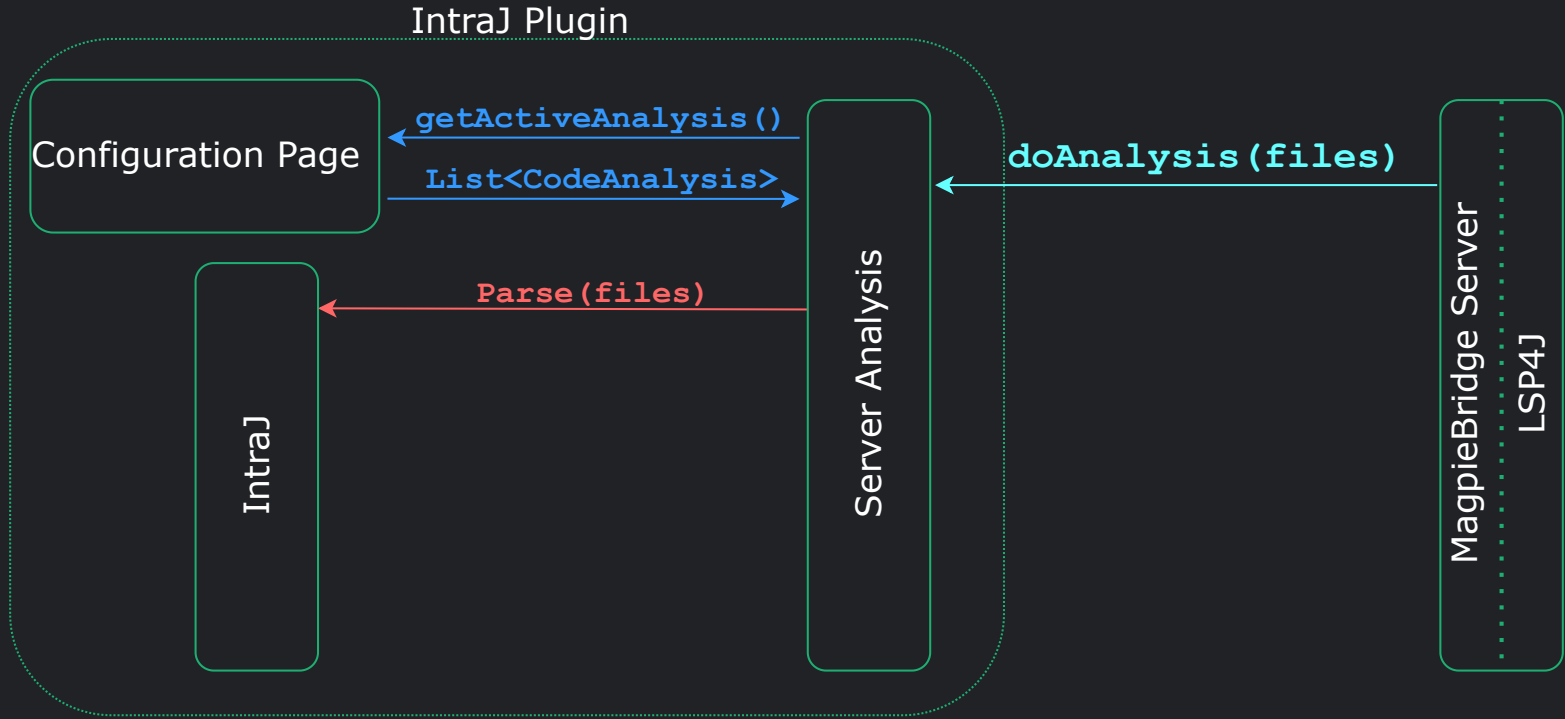 IntraJ Plugin
getActiveAnalysis()
Configuration Page
List<CodeAnalysis>
doAnalysis(files)
Parse(files)
IntraJ
Server Analysis
MagpieBridge Server
LSP4J